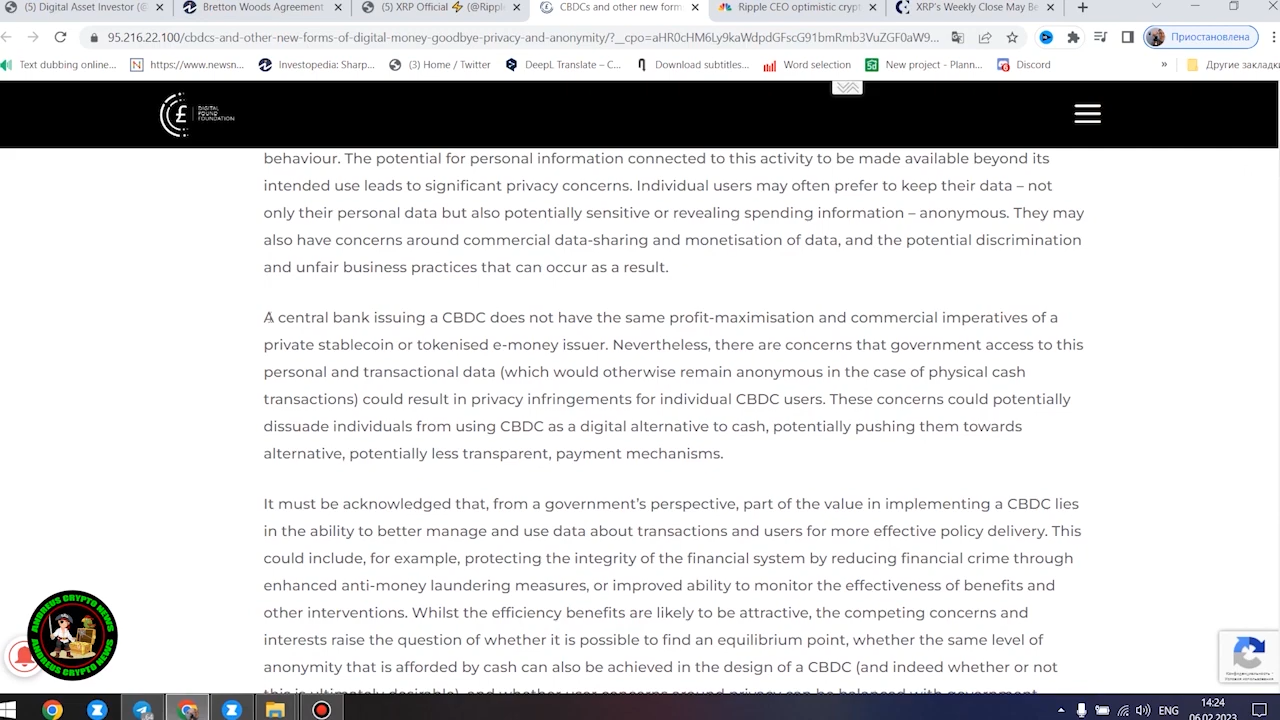 (5) Digital Asset Investor (@
Bretton Woods Agreement
(5) XRP Official ⚡ (@Ripple
CBDCs and other new form
Ripple CEO optimistic crypt
XRP's Weekly Close May Be
95.216.22.100/cbdcs-and-other-new-forms-of-digital-money-goodbye-privacy-and-anonymity/?__cpo=aHR0cHM6Ly9kaWdpdGFscG91bmRmb3VuZGF0aW9...
Приостановлена
Text dubbing online...
https://www.newsn...
Investopedia: Sharp...
(3) Home / Twitter
DeepL Translate – C...
Download subtitles...
Word selection
New project - Plann...
Discord
»
Другие закладки
DIGITAL
POUND
FOUNDATION
behaviour. The potential for personal information connected to this activity to be made available beyond its
intended use leads to significant privacy concerns. Individual users may often prefer to keep their data – not
only their personal data but also potentially sensitive or revealing spending information – anonymous. They may
also have concerns around commercial data-sharing and monetisation of data, and the potential discrimination
and unfair business practices that can occur as a result.
A central bank issuing a CBDC does not have the same profit-maximisation and commercial imperatives of a
private stablecoin or tokenised e-money issuer. Nevertheless, there are concerns that government access to this
personal and transactional data (which would otherwise remain anonymous in the case of physical cash
transactions) could result in privacy infringements for individual CBDC users. These concerns could potentially
dissuade individuals from using CBDC as a digital alternative to cash, potentially pushing them towards
alternative, potentially less transparent, payment mechanisms.
It must be acknowledged that, from a government's perspective, part of the value in implementing a CBDC lies
in the ability to better manage and use data about transactions and users for more effective policy delivery. This
could include, for example, protecting the integrity of the financial system by reducing financial crime through
enhanced anti-money laundering measures, or improved ability to monitor the effectiveness of benefits and
other interventions. Whilst the efficiency benefits are likely to be attractive, the competing concerns and
interests raise the question of whether it is possible to find an equilibrium point, whether the same level of
anonymity that is afforded by cash can also be achieved in the design of a CBDC (and indeed whether or not
ANDREUS CRYPTO NEWS
ANDREUS CRYPTO NEWS
Конфиденциальность -
ENG
14:24
06.02.2023